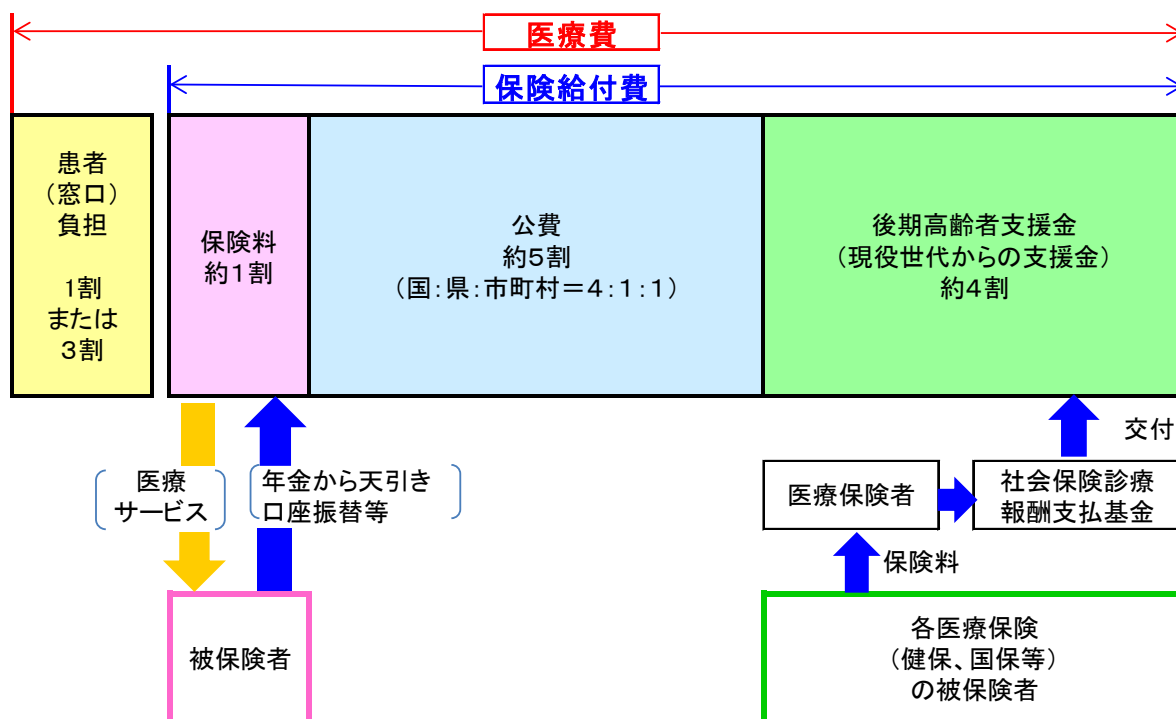 医療費
保険給付費
患者
（窓口）
負担
1割
または
3割
保険料
約1割
公費
約5割
（国：県：市町村＝4：1：1）
後期高齢者支援金
（現役世代からの支援金）
約4割
交付
医療
サービス
年金から天引き
口座振替等
医療保険者
社会保険診療
報酬支払基金
保険料
被保険者
各医療保険
（健保、国保等）
の被保険者